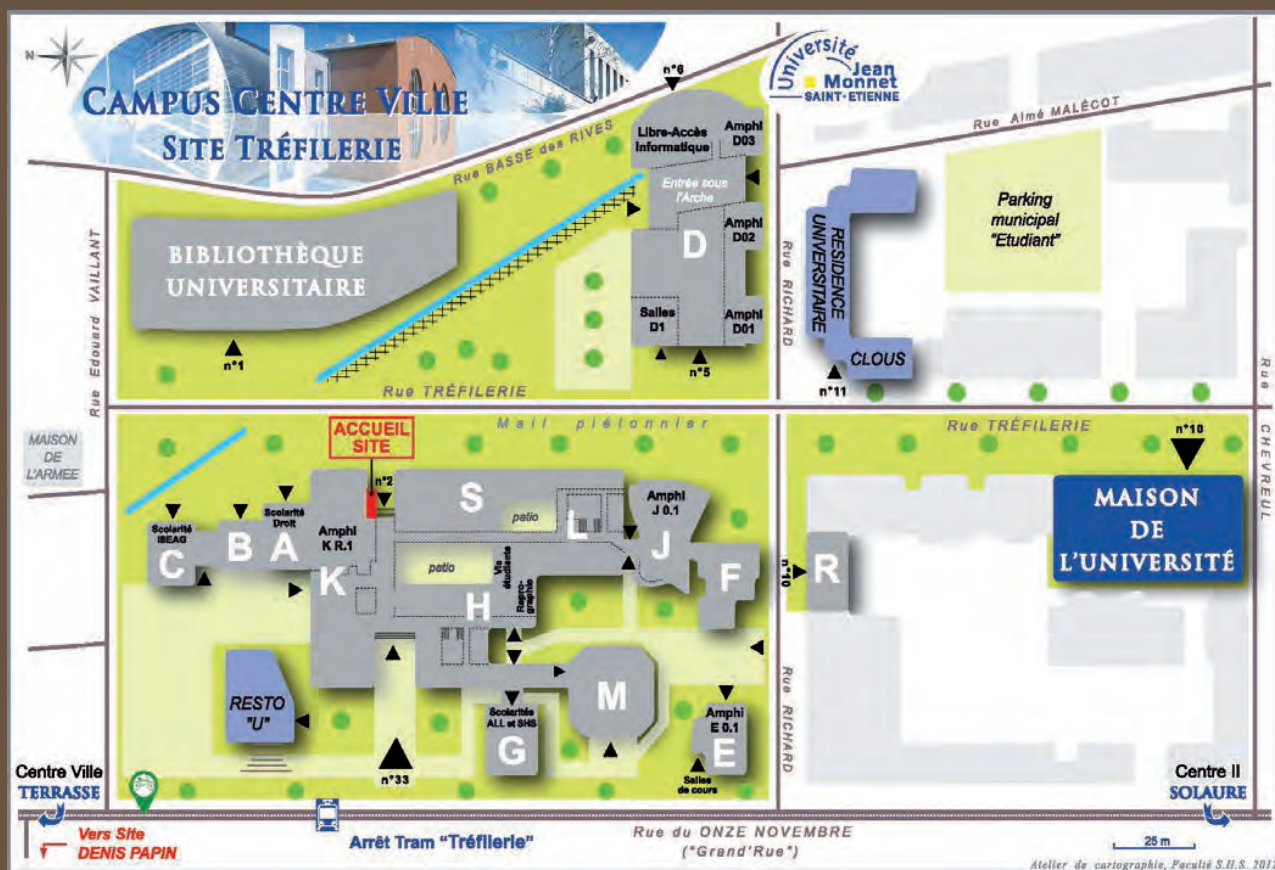 N
CAMPUS CENTRE VILLE
SITE TRÉFILERIE
Université
Jean
Monnet
SAINT-ETIENNE
n°6
Rue Aimé MALÉCOT
Rue BASSE des RIVES
Libre-Accès
Informatique
Amphi
D03
Entrée sous
l'Arche
Amphi
D02
D
Salles
D1
Amphi
D01
n°5
BIBLIOTHÈQUE
UNIVERSITAIRE
n°1
Rue Edouard VAILLANT
Rue RICHARD
RESIDENCE
UNIVERSITAIRE
CLOUS
n°11
Parking
municipal
"Etudiant"
Rue TRÉFILERIE
Mail piétonnier
Rue TRÉFILERIE
n°10
Rue
CHEVREUL
MAISON
DE
L'ARMEE
ACCUEIL
SITE
n°2
Scolarité
ISEAG
C
B
Scolarité
Droit
A
Amphi
K R.1
K
S
patio
L
Amphi
J 0.1
J
F
patio
Vie
étudiante
Repro-
graphie
H
n°10
R
MAISON
DE
L'UNIVERSITÉ
RESTO
"U"
n°33
Scolarités
ALL et SHS
G
M
Amphi
E 0.1
E
Salles
de cours
Rue RICHARD
Centre Ville
TERRASSE
Centre II
SOLAURE
Vers Site
DENIS PAPIN
Arrêt Tram "Tréfilerie"
Rue du ONZE NOVEMBRE
("Grand'Rue")
25 m
Atelier de cartographie, Faculté S.H.S. 2012